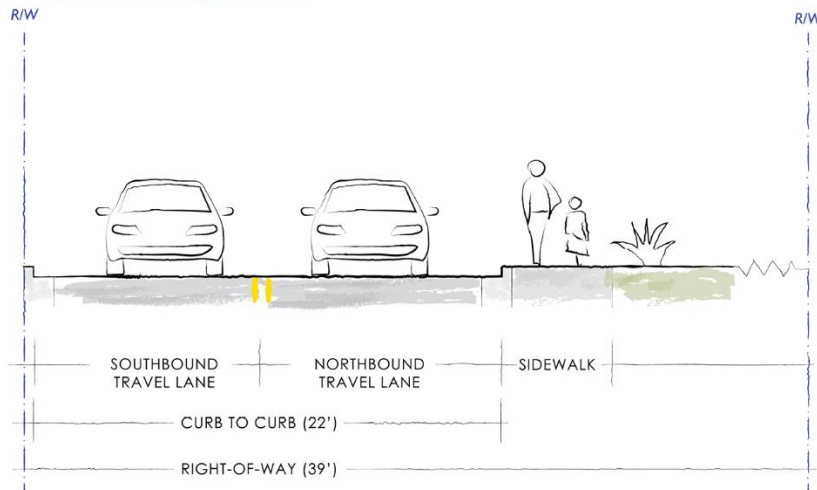 R/W
R/W
SOUTHBOUND
TRAVEL LANE
NORTHBOUND
TRAVEL LANE
SIDEWALK
CURB TO CURB (22')
RIGHT-OF-WAY (39')